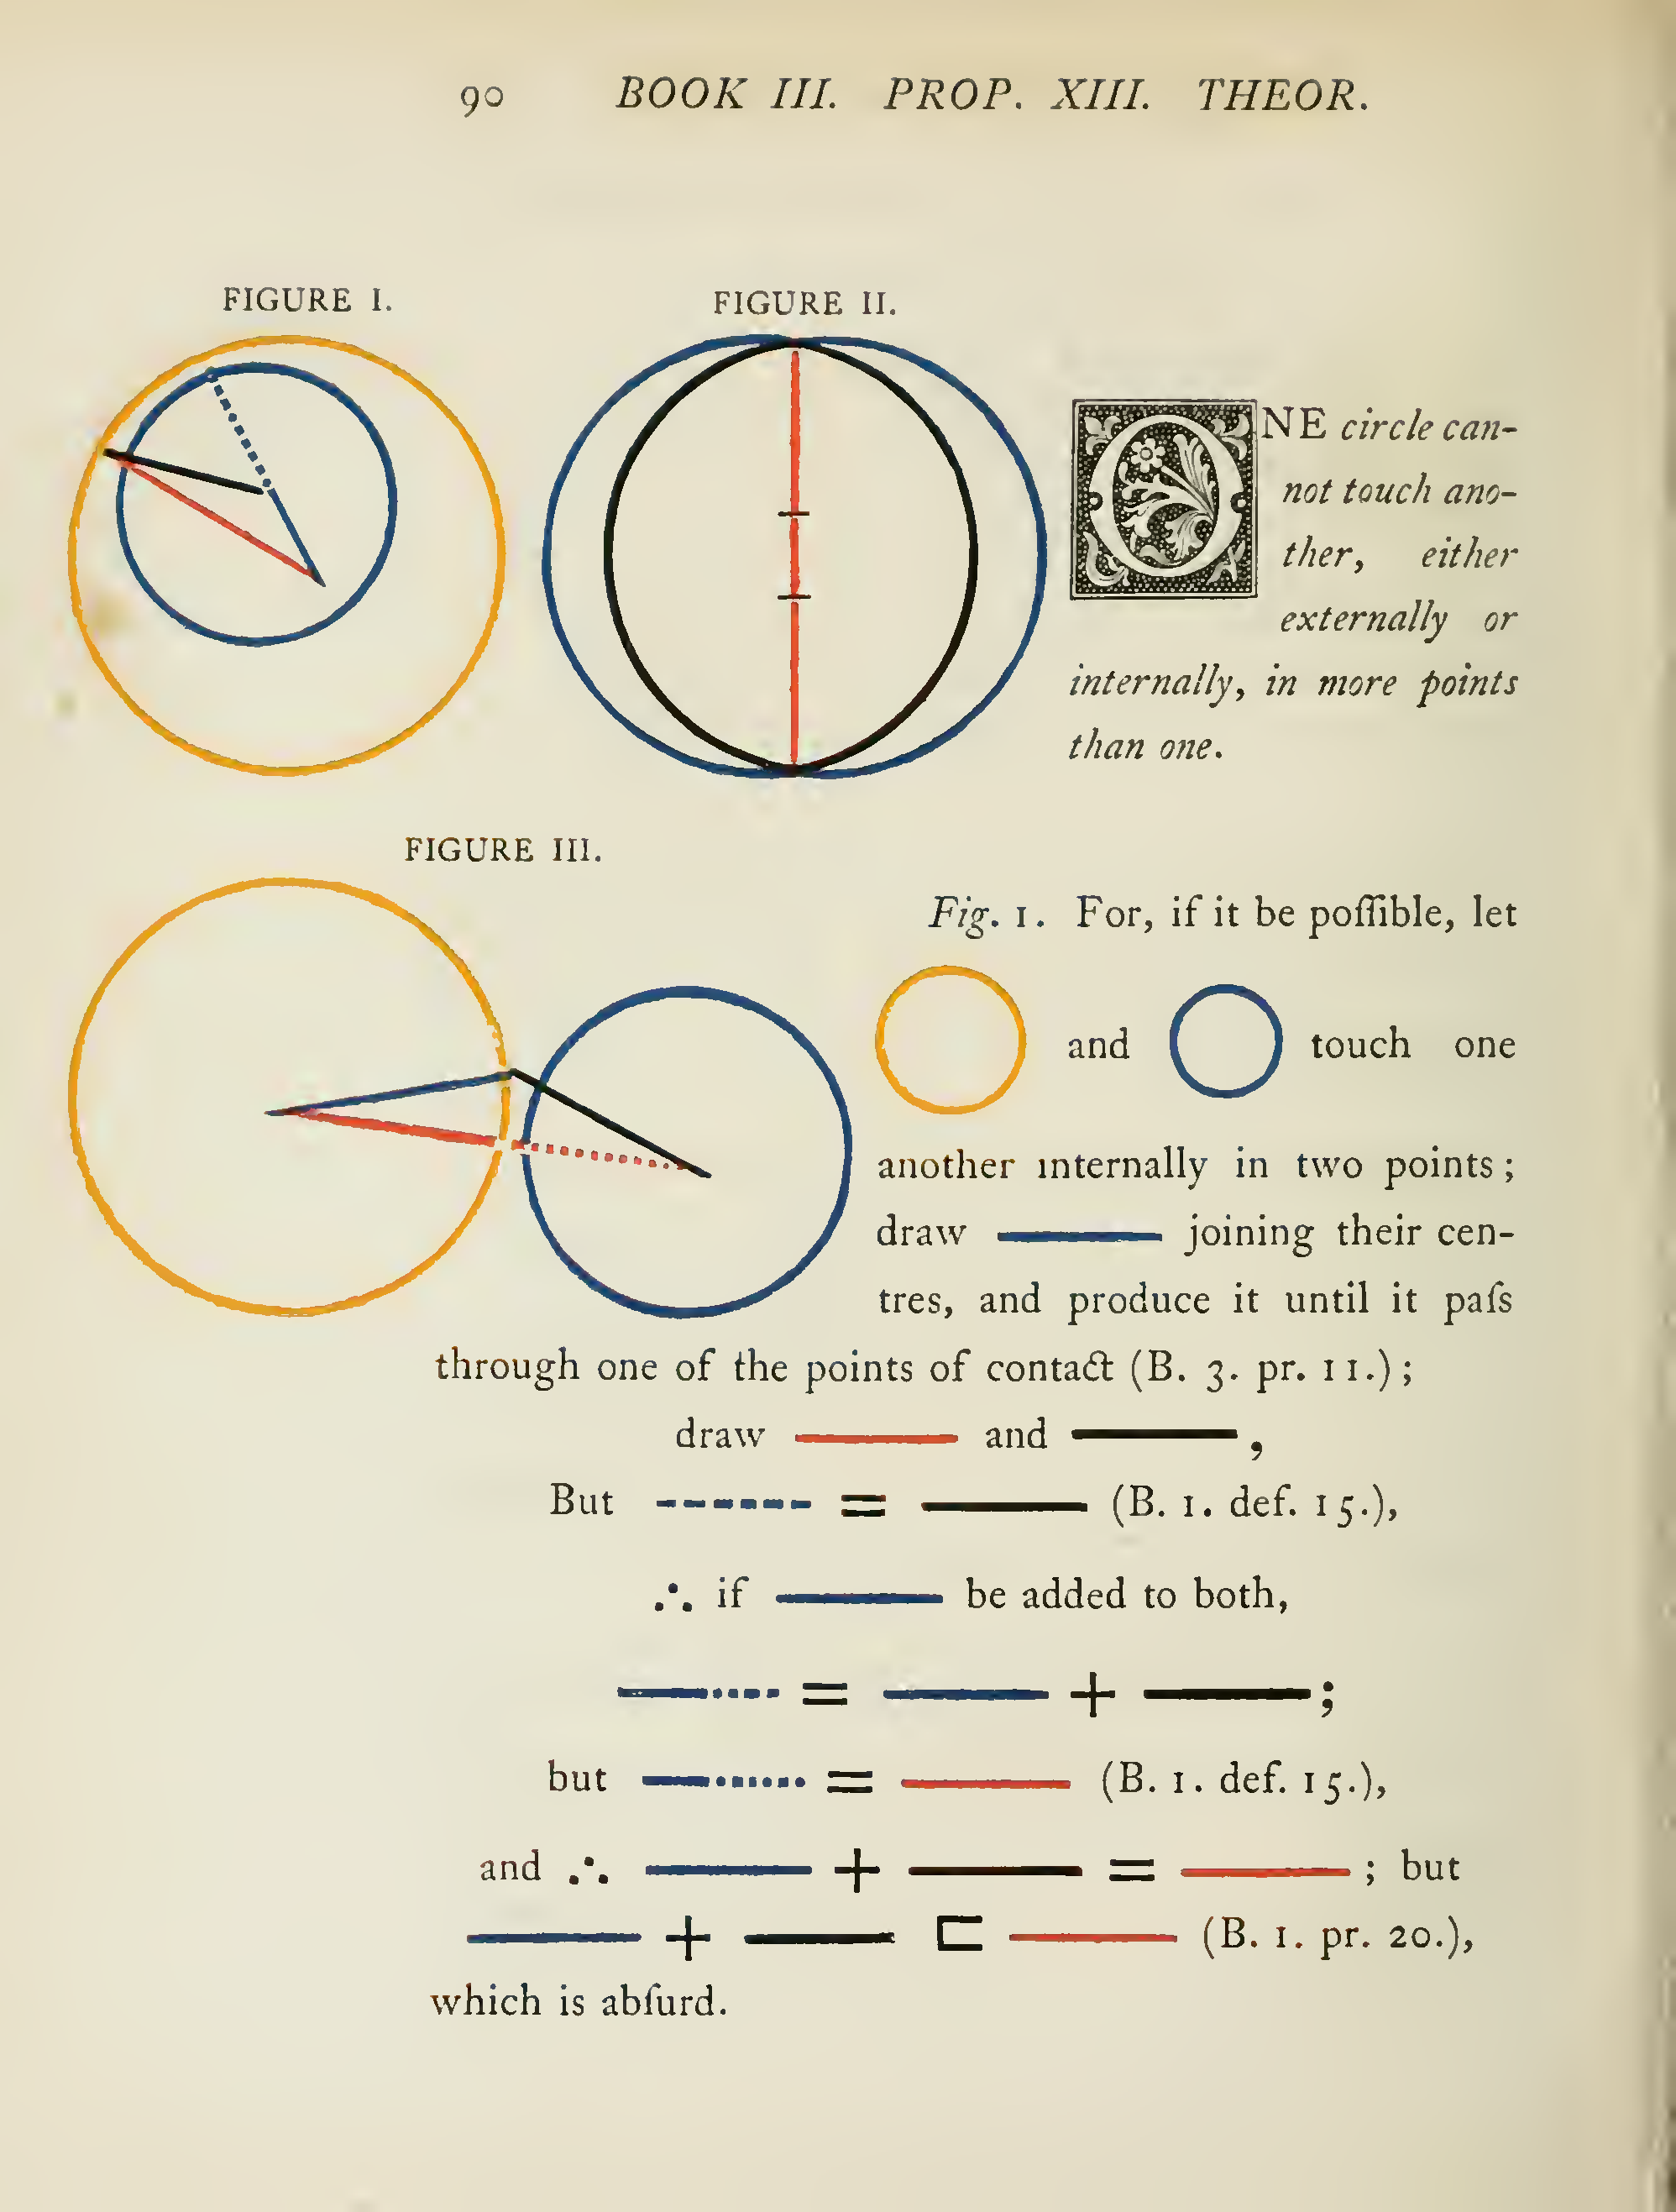 90 BOOK III. PROP. XIII. THEOR.
FIGURE I.
FIGURE II.
ONE circle can-
not touch ano-
ther, either
externally or
internally, in more points
than one.
FIGURE III.
Fig. 1. For, if it be poſſible, let
and touch one
another internally in two points;
draw joining their cen-
tres, and produce it until it paſs
through one of the points of contact (B. 3. pr. 11.);
draw and ,
But = (B. 1. def. 15.),
∴ if be added to both,
= + ;
but = (B. 1. def. 15.),
and ∴ + = ; but
+ ⊏ (B. 1. pr. 20.),
which is abſurd.